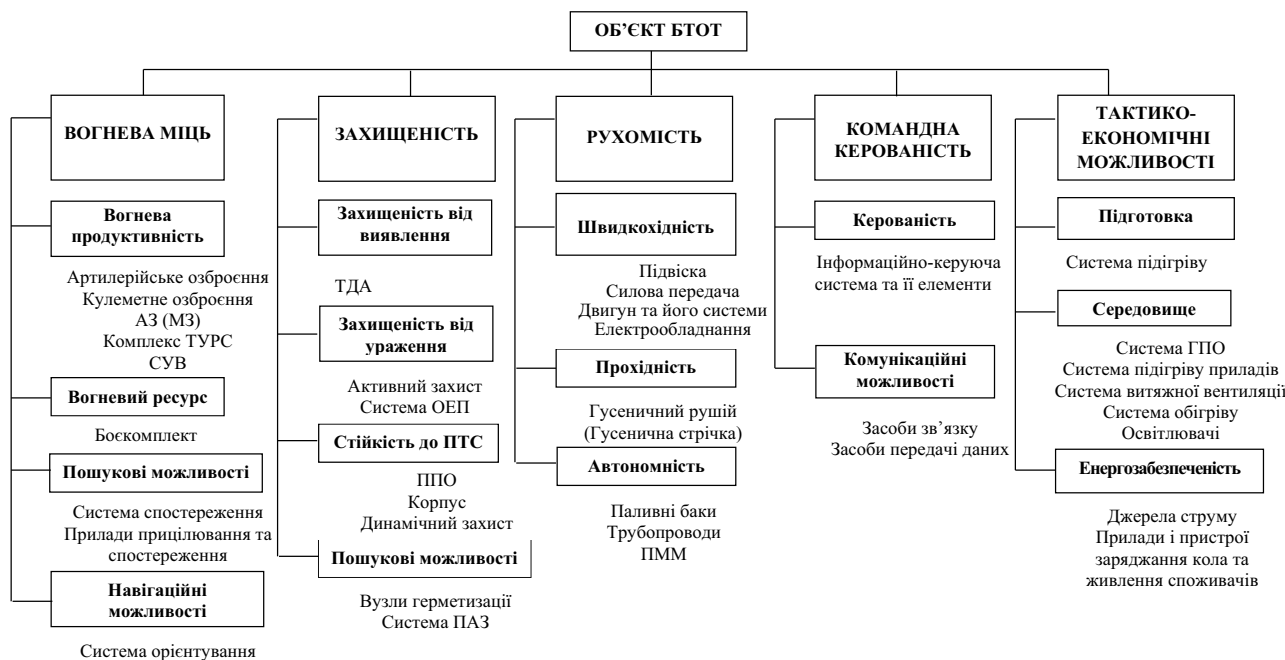 ОБ’ЄКТ БТОТ
ВОГНЕВА МІЦЬ
Вогнева
продуктивність
Артилерійське озброєння
Кулеметне озброєння
АЗ (МЗ)
Комплекс ТУРС
СУВ
Вогневий ресурс
Боєкомплект
Пошукові можливості
Система спостереження
Прилади прицілювання та
спостереження
Навігаційні
можливості
Система орієнтування
ЗАХИЩЕНІСТЬ
Захищеність від
виявлення
ТДА
Захищеність від
ураження
Активний захист
Система ОЕП
Стійкість до ПТС
ППО
Корпус
Динамічний захист
Пошукові можливості
Вузли герметизації
Система ПАЗ
РУХОМІСТЬ
Швидкохідність
Підвіска
Силова передача
Двигун та його системи
Електрообладнання
Прохідність
Гусеничний рушій
(Гусенична стрічка)
Автономність
Паливні баки
Трубопроводи
ПММ
КОМАНДНА
КЕРОВАНІСТЬ
Керованість
Інформаційно-керуюча
система та її елементи
Комунікаційні
можливості
Засоби зв’язку
Засоби передачі даних
ТАКТИКО-
ЕКОНОМІЧНІ
МОЖЛИВОСТІ
Підготовка
Система підігріву
Середовище
Система ГПО
Система підігріву приладів
Система витяжної вентиляції
Система обігріву
Освітлювачі
Енергозабезпеченість
Джерела струму
Прилади і пристрої
заряджання кола та
живлення споживачів